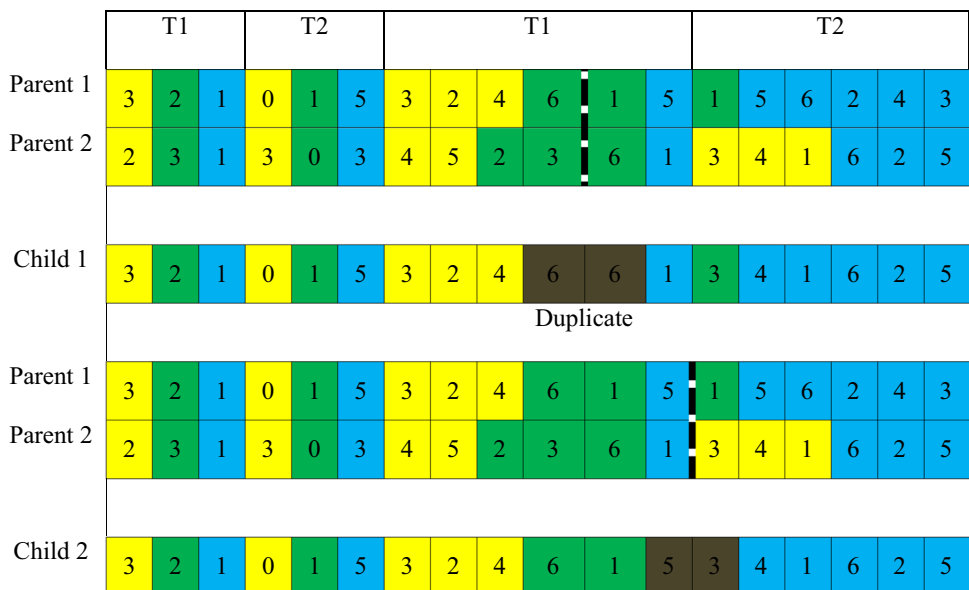 T1 T2 T1 T2
Parent 1 3 2 1 0 1 5 3 2 4 6 1 5 1 5 6 2 4 3
Parent 2 2 3 1 3 0 3 4 5 2 3 6 1 3 4 1 6 2 5
Child 1 3 2 1 0 1 5 3 2 4 6 6 1 3 4 1 6 2 5
Duplicate
Parent 1 3 2 1 0 1 5 3 2 4 6 1 5 1 5 6 2 4 3
Parent 2 2 3 1 3 0 3 4 5 2 3 6 1 3 4 1 6 2 5
Child 2 3 2 1 0 1 5 3 2 4 6 1 5 3 4 1 6 2 5